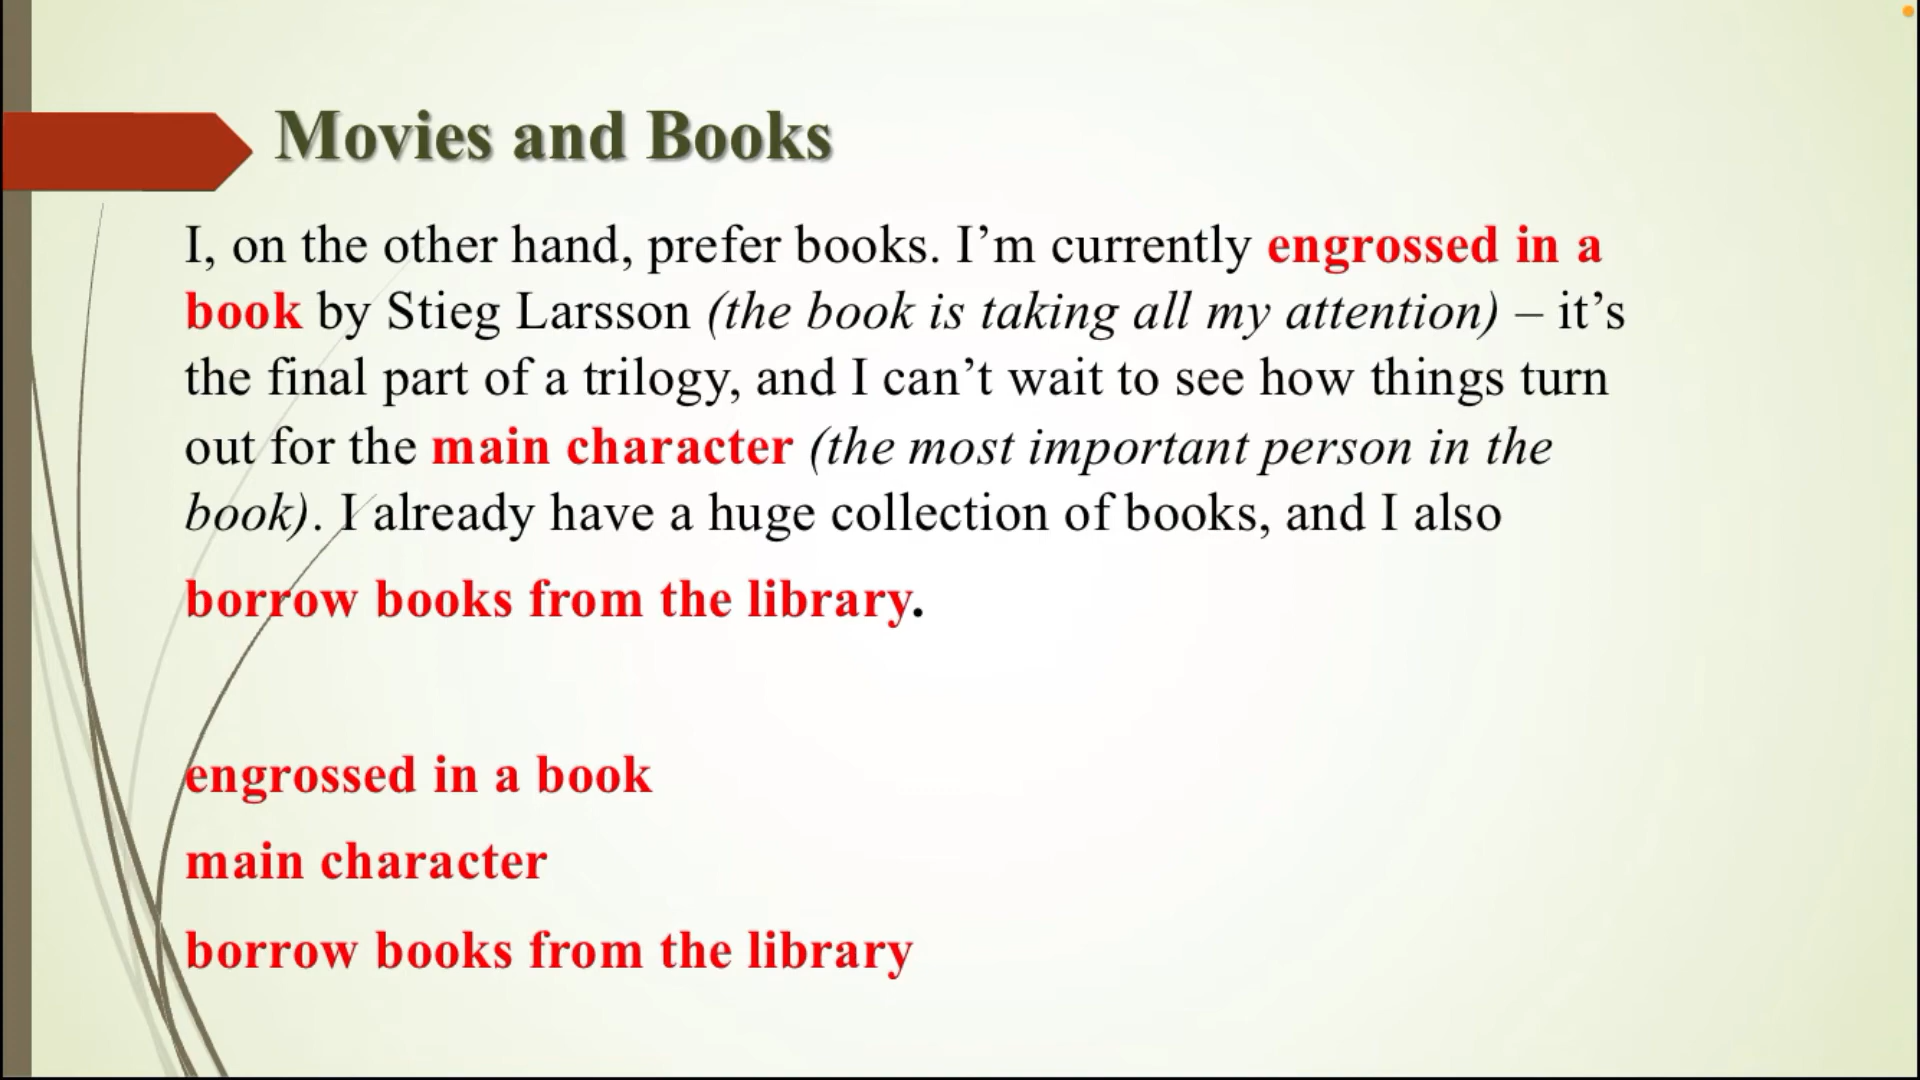 Movies and Books
I, on the other hand, prefer books. I’m currently engrossed in a
book by Stieg Larsson (the book is taking all my attention) – it’s
the final part of a trilogy, and I can’t wait to see how things turn
out for the main character (the most important person in the
book). I already have a huge collection of books, and I also
borrow books from the library.
engrossed in a book
main character
borrow books from the library